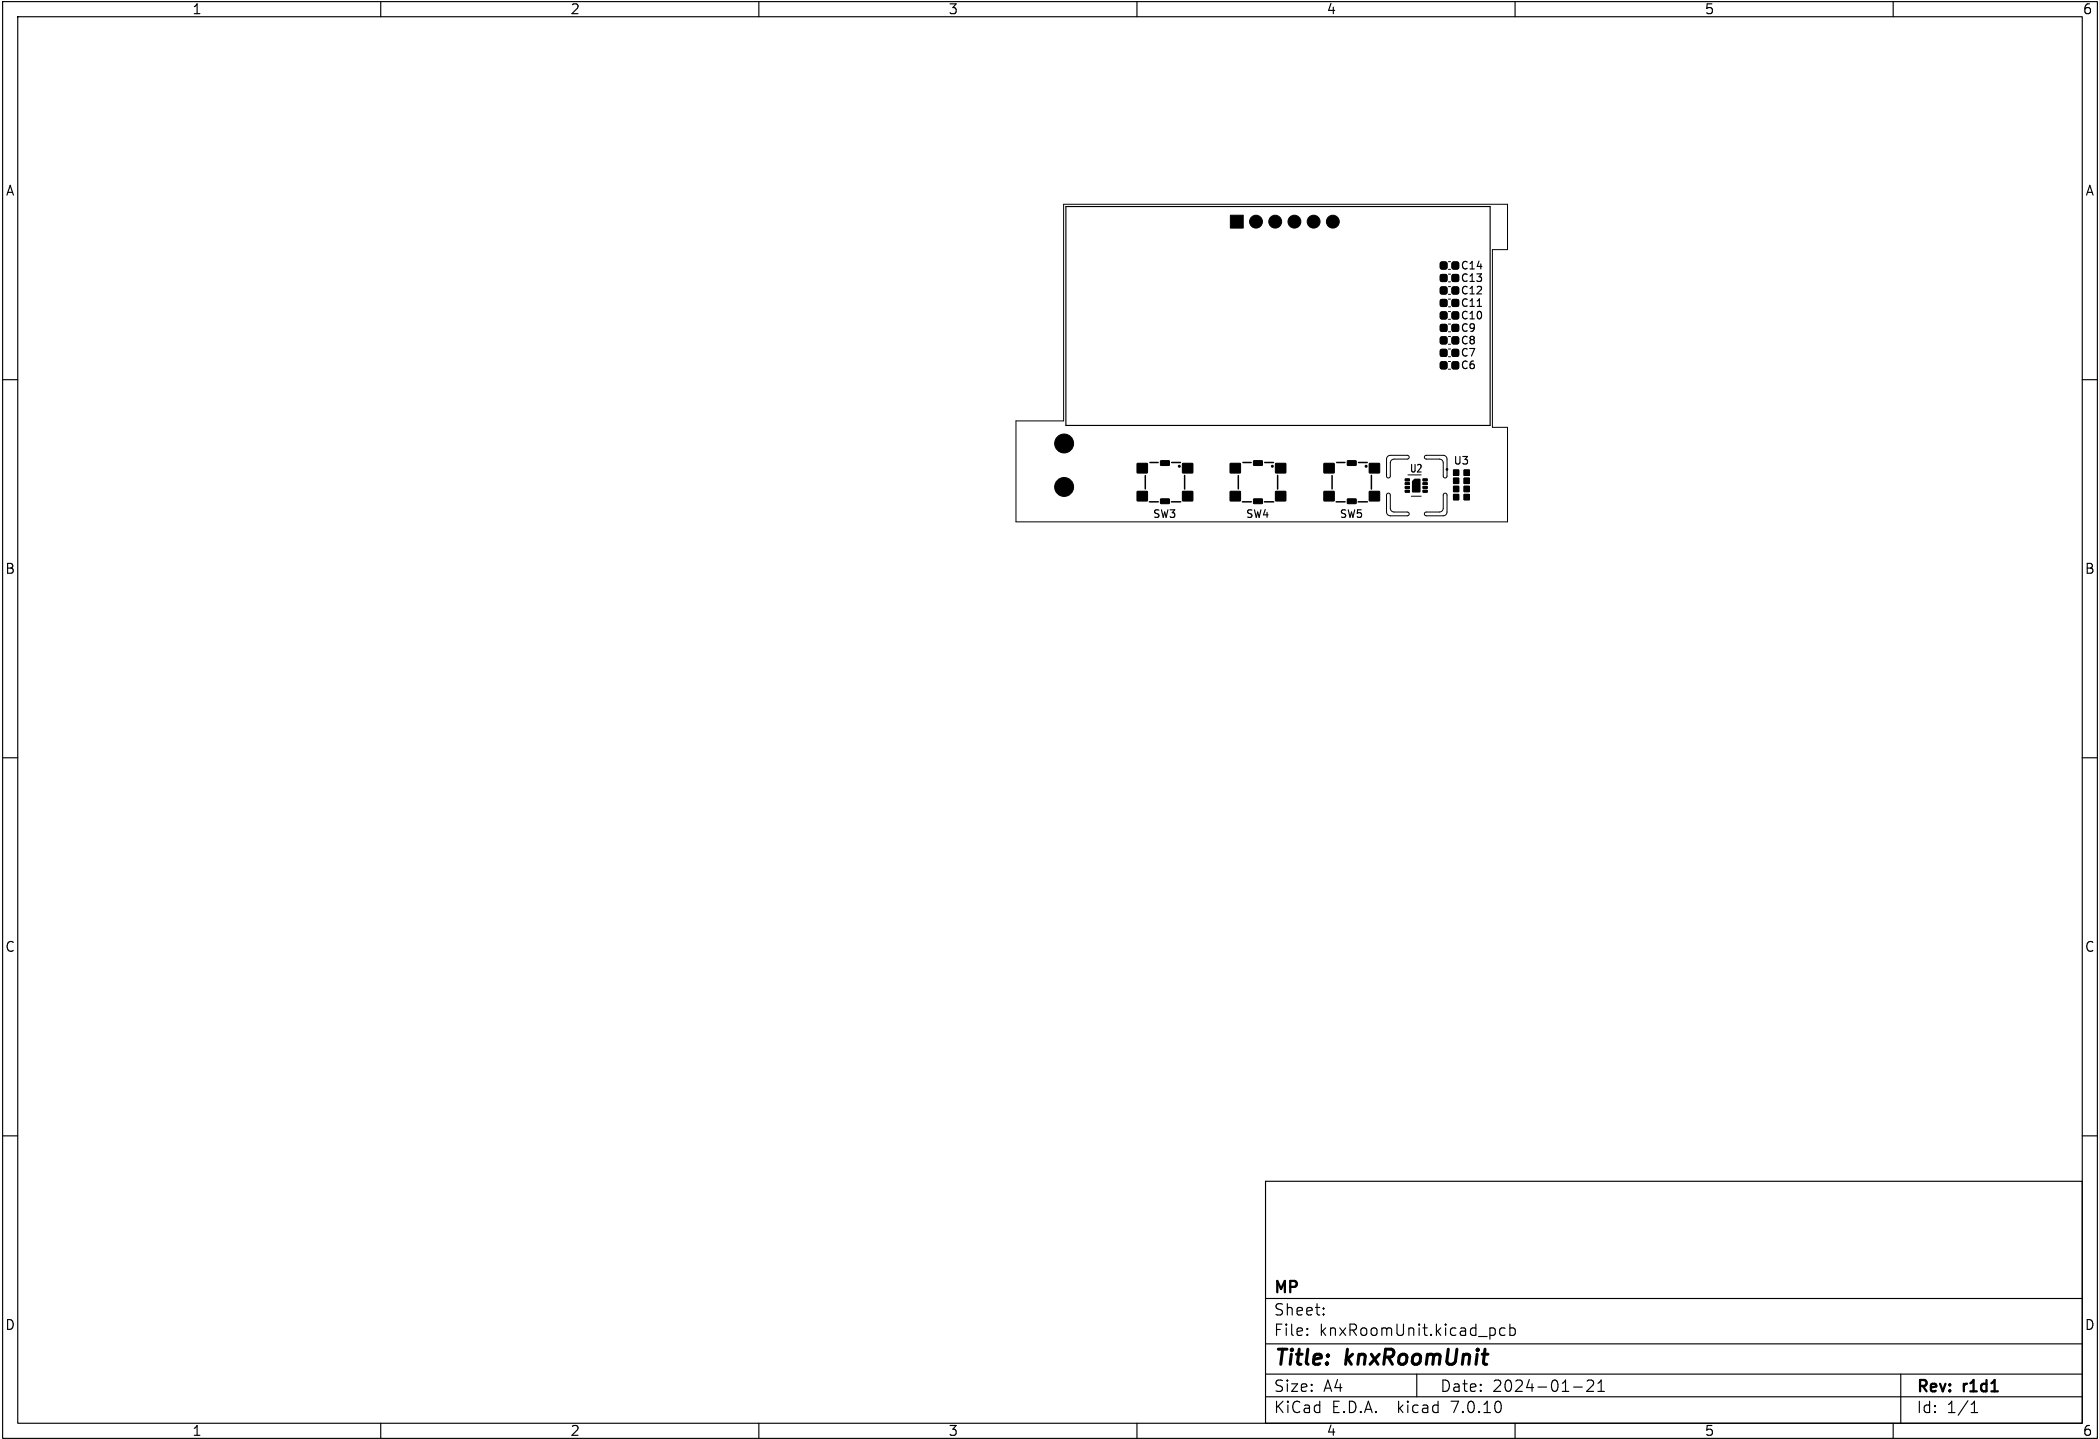 1 2 3 4 5 6
A A
C14
C13
C12
C11
C10
C9
C8
C7
C6
U2 U3
SW3 SW4 SW5
B B
C C
MP
Sheet:
File: knxRoomUnit.kicad_pcb
D D
Title: knxRoomUnit
Size: A4 Date: 2024-01-21 Rev: r1d1
KiCad E.D.A. kicad 7.0.10 Id: 1/1
1 2 3 4 5 6